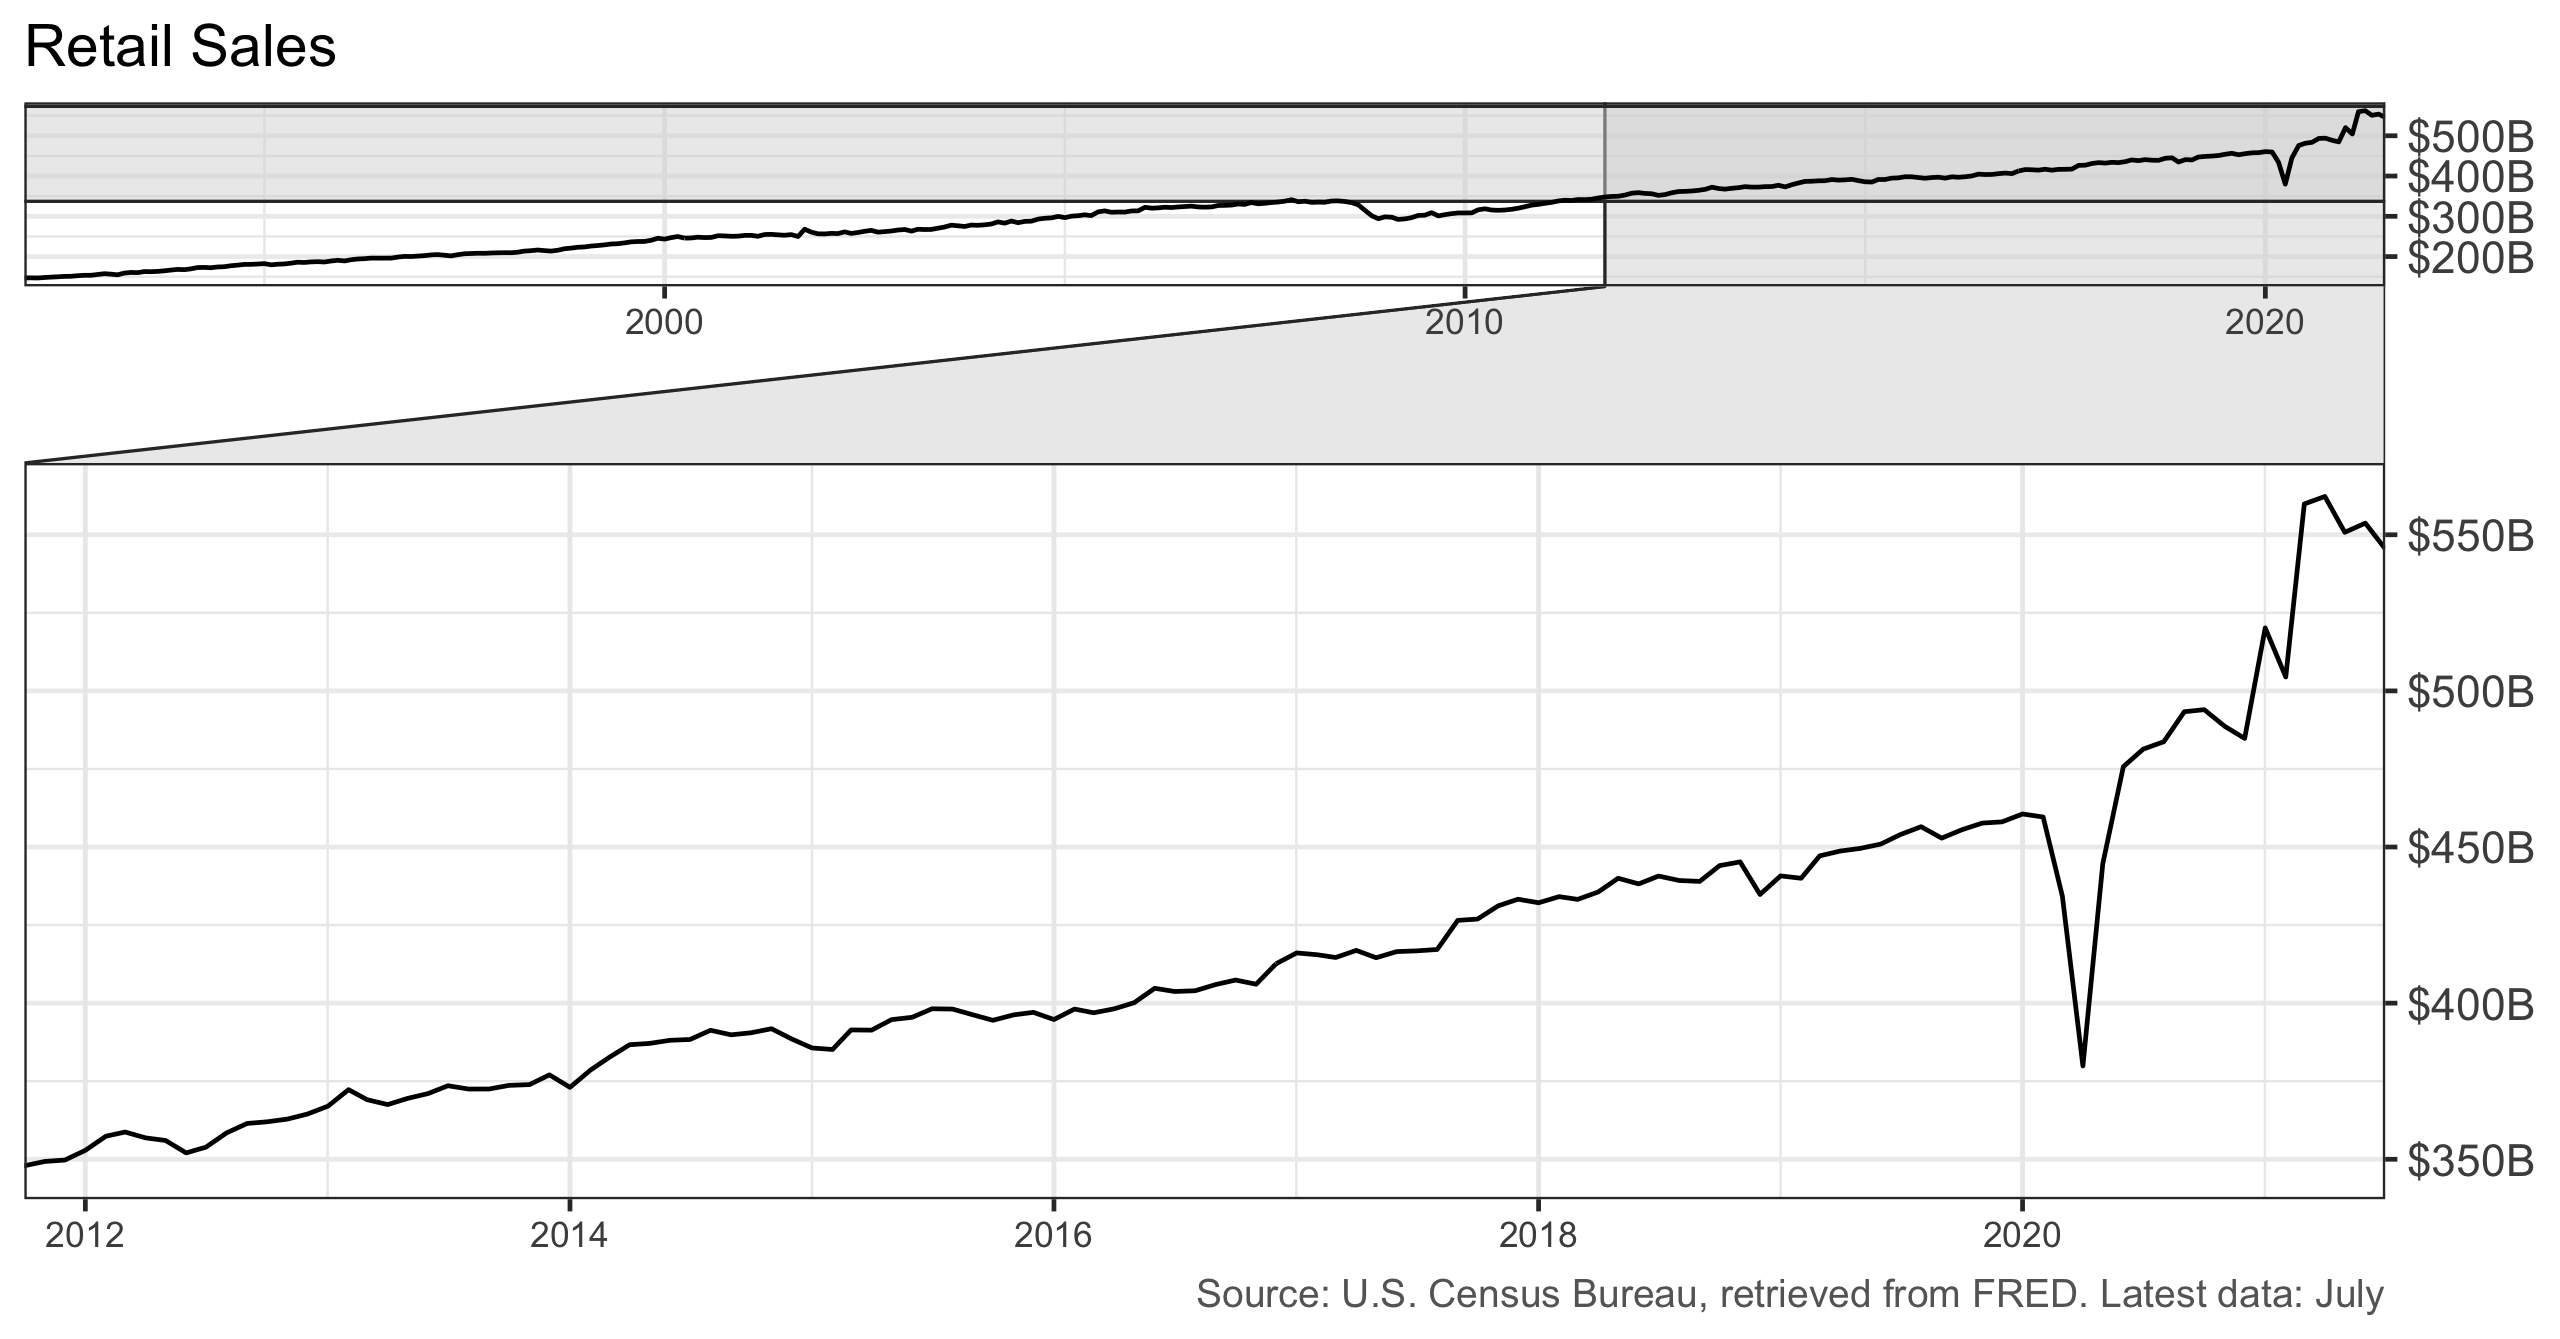 Retail Sales
$500B
$400B
$300B
$200B
2000 2010 2020
$550B
$500B
$450B
$400B
$350B
2012 2014 2016 2018 2020
Source: U.S. Census Bureau, retrieved from FRED. Latest data: July